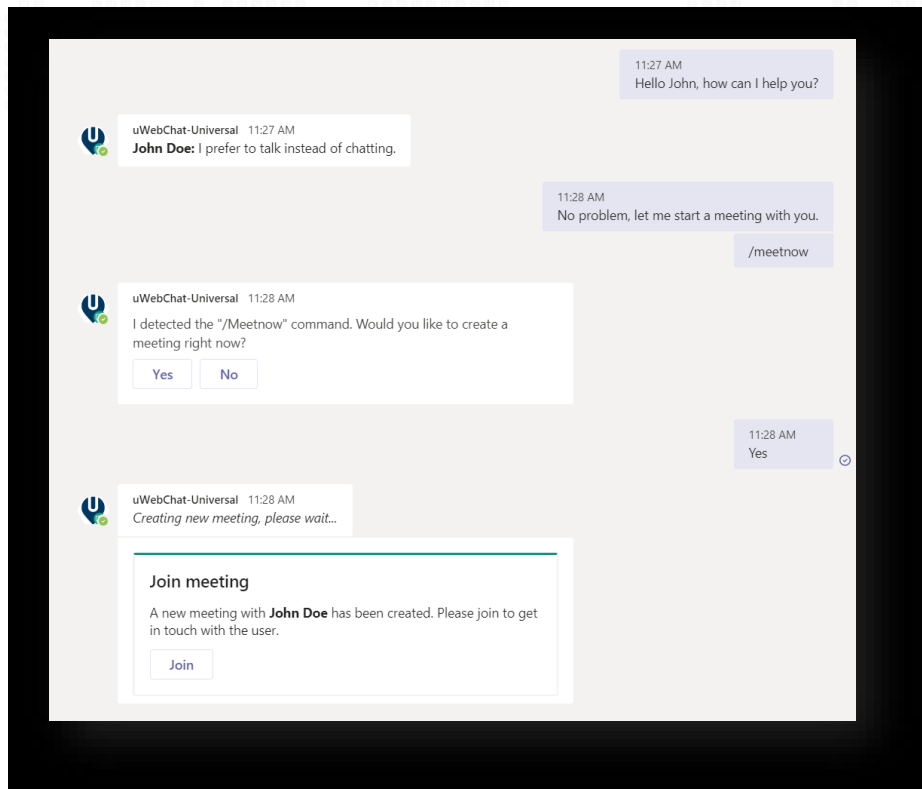 11:27 AM
Hello John, how can I help you?
uWebChat-Universal 11:27 AM
John Doe: I prefer to talk instead of chatting.
11:28 AM
No problem, let me start a meeting with you.
/meetnow
uWebChat-Universal 11:28 AM
I detected the "/Meetnow" command. Would you like to create a
meeting right now?
Yes No
11:28 AM
Yes
uWebChat-Universal 11:28 AM
Creating new meeting, please wait...
Join meeting
A new meeting with John Doe has been created. Please join to get
in touch with the user.
Join